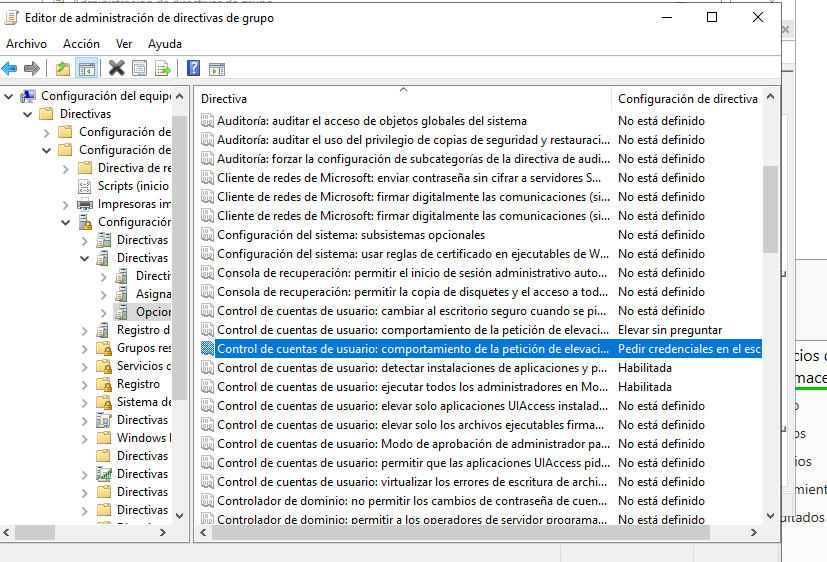 Editor de administración de directivas de grupo
Archivo Acción Ver Ayuda
Configuración del equip
Directivas
Configuración de
Configuración de
Directiva de re
Scripts (inicio
Impresoras im
Configuración
Directivas
Directivas
Directi
Asigna
Opcion
Registro d
Grupos res
Servicios d
Registro
Sistema de
Directivas
Windows
Directivas
Directivas
Directivas
Directivas
Directiva Configuración de directiva
Auditoría: auditar el acceso de objetos globales del sistema No está definido
Auditoría: auditar el uso del privilegio de copias de seguridad y restauraci... No está definido
Auditoría: forzar la configuración de subcategorías de la directiva de audi... No está definido
Cliente de redes de Microsoft: enviar contraseña sin cifrar a servidores S... No está definido
Cliente de redes de Microsoft: firmar digitalmente las comunicaciones (si... No está definido
Cliente de redes de Microsoft: firmar digitalmente las comunicaciones (si... No está definido
Configuración del sistema: subsistemas opcionales No está definido
Configuración del sistema: usar reglas de certificado en ejecutables de W... No está definido
Consola de recuperación: permitir el inicio de sesión administrativo auto... No está definido
Consola de recuperación: permitir la copia de disquetes y el acceso a tod... No está definido
Control de cuentas de usuario: cambiar al escritorio seguro cuando se pi... No está definido
Control de cuentas de usuario: comportamiento de la petición de elevaci... Elevar sin preguntar
Control de cuentas de usuario: comportamiento de la petición de elevaci... Pedir credenciales en el esc
Control de cuentas de usuario: detectar instalaciones de aplicaciones y p... Habilitada
Control de cuentas de usuario: ejecutar todos los administradores en Mo... Habilitada
Control de cuentas de usuario: elevar solo aplicaciones UIAccess instalad... No está definido
Control de cuentas de usuario: elevar solo los archivos ejecutables firma... No está definido
Control de cuentas de usuario: Modo de aprobación de administrador pa... No está definido
Control de cuentas de usuario: permitir que las aplicaciones UIAccess pid... No está definido
Control de cuentas de usuario: virtualizar los errores de escritura de archi... No está definido
Controlador de dominio: no permitir los cambios de contraseña de cuen... No está definido
Controlador de dominio: permitir a los operadores de servidor programa... No está definido